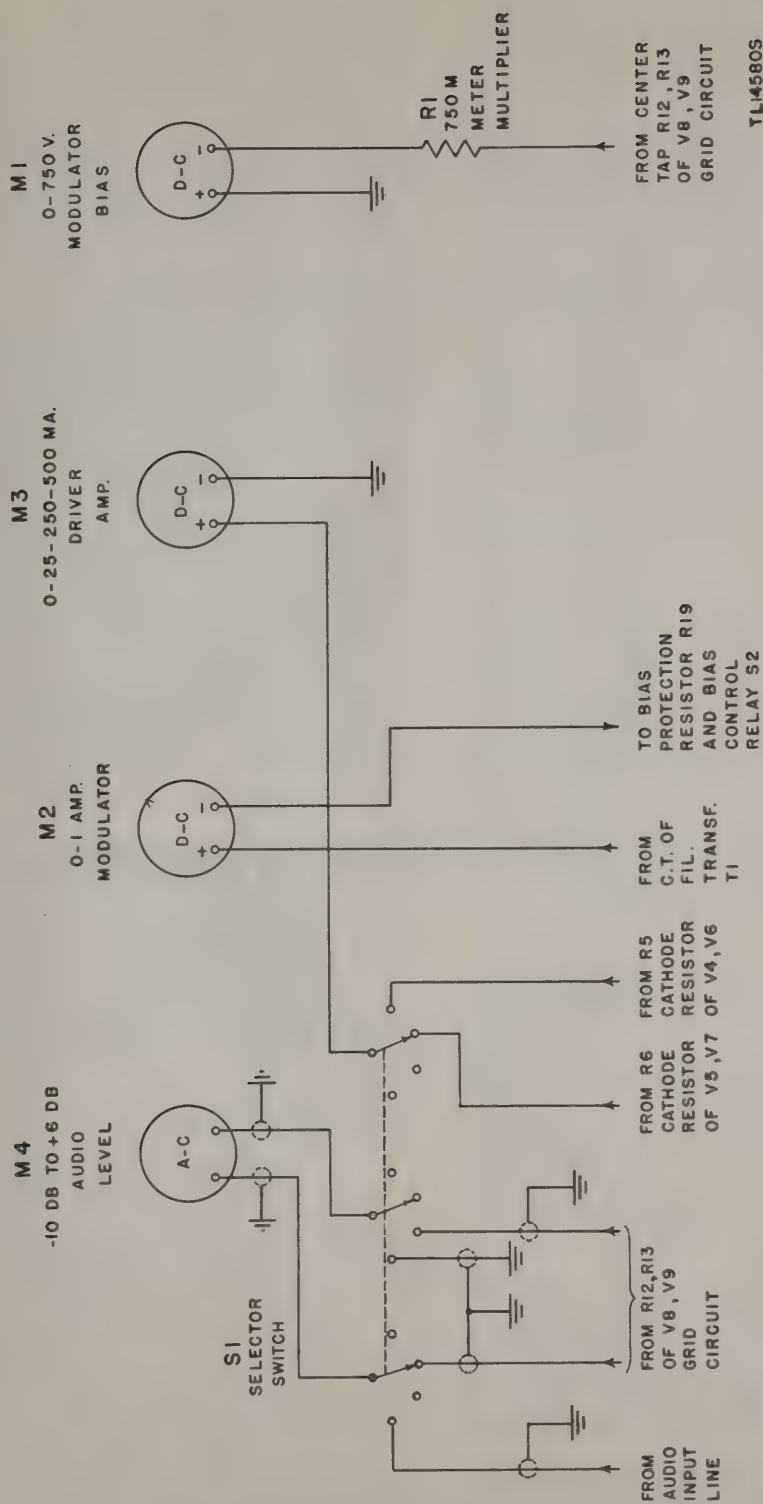 M4
-10 DB TO +6 DB
AUDIO
LEVEL
A-C
M2
0-1 AMP.
MODULATOR
+ -
D-C
M3
0-25-250-500 MA.
DRIVER
AMP.
+ -
D-C
M1
0-750 V.
MODULATOR
BIAS
+ -
D-C
S1
SELECTOR
SWITCH
R1
750 M
METER
MULTIPLIER
FROM
AUDIO
INPUT
LINE
FROM R12, R13
OF V8, V9
GRID
CIRCUIT
FROM R6
CATHODE
RESISTOR
OF V5, V7
FROM R5
CATHODE
RESISTOR
OF V4, V6
FROM
C.T. OF
FIL.
TRANSF.
T1
TO BIAS
PROTECTION
RESISTOR R19
AND BIAS
CONTROL
RELAY S2
FROM CENTER
TAP R12, R13
OF V8, V9
GRID CIRCUIT
TL14580S